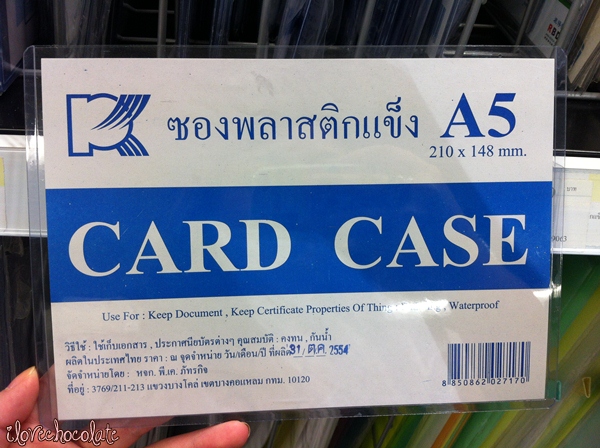 ซองพลาสติกแข็ง A5
210 x 148 mm.
CARD CASE
Use For : Keep Document , Keep Certificate Properties Of Thing : Waterproof
วิธีใช้ : ใช้เก็บเอกสาร , ประกาศนียบัตรต่างๆ คุณสมบัติ : คงทน , กันน้ำ
ผลิตในประเทศไทย ราคา : ณ จุดจำหน่าย วัน/เดือน/ปี ที่ผลิต 31 / ต.ค. 2554
จัดจำหน่ายโดย : หจก. พี.เค. ภัทรกิจ
ที่อยู่ : 3769/211-213 แขวงบางโคล่ เขตบางคอแหลม กทม. 10120
8 850862 027170
บาท
ilovechocolate